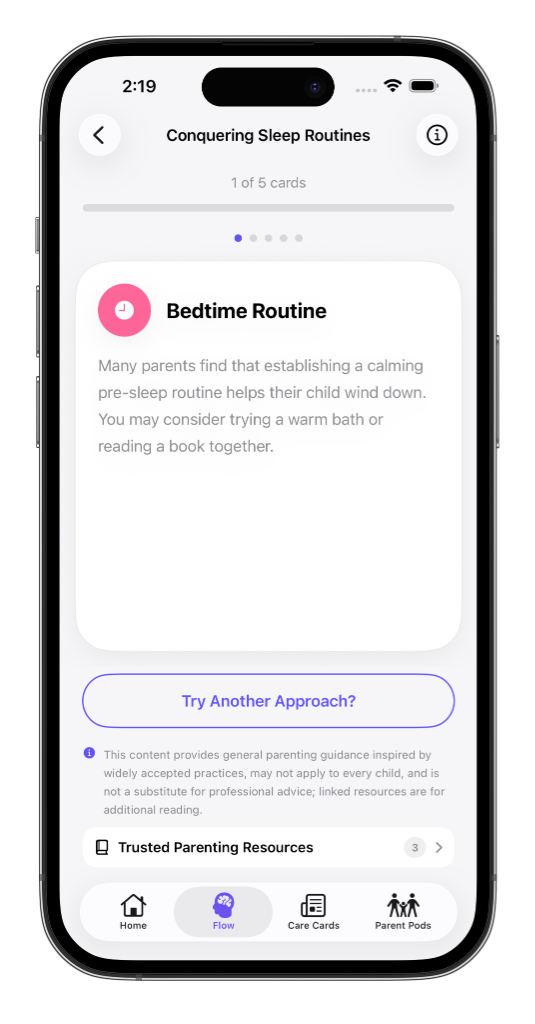 2:19
Conquering Sleep Routines
1 of 5 cards
Bedtime Routine
Many parents find that establishing a calming
pre-sleep routine helps their child wind down.
You may consider trying a warm bath or
reading a book together.
Try Another Approach?
This content provides general parenting guidance inspired by
widely accepted practices, may not apply to every child, and is
not a substitute for professional advice; linked resources are for
additional reading.
Trusted Parenting Resources 3
Home Flow Care Cards Parent Pods